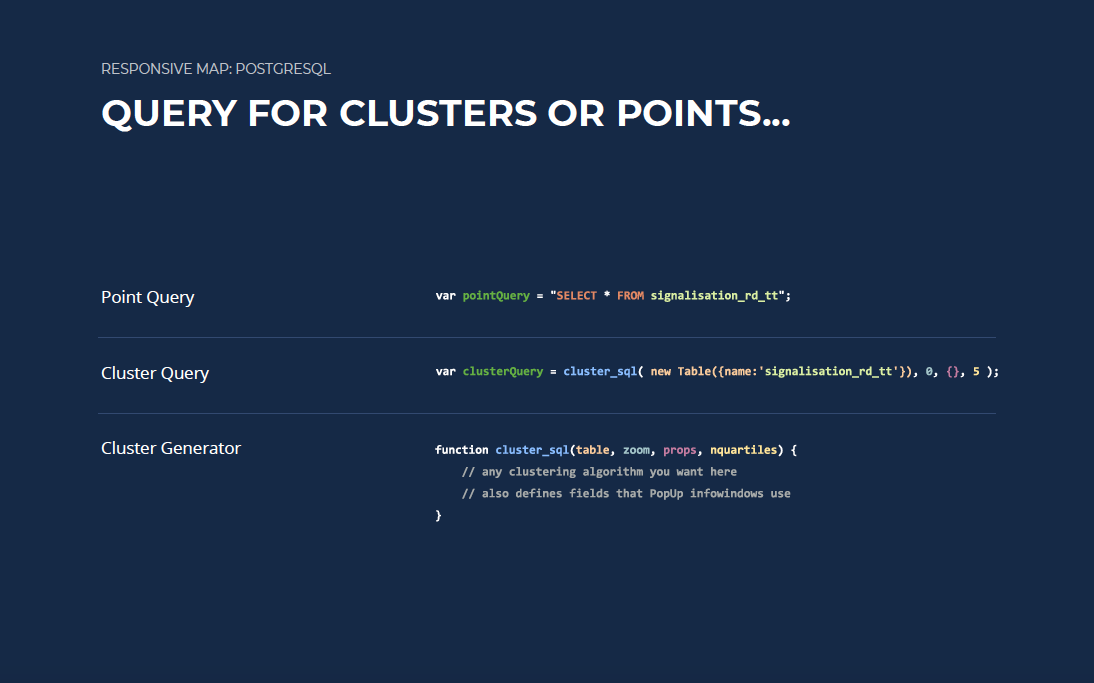 RESPONSIVE MAP: POSTGRESQL
QUERY FOR CLUSTERS OR POINTS...
Point Query
var pointQuery = "SELECT * FROM signalisation_rd_tt";
Cluster Query
var clusterQuery = cluster_sql( new Table({name:'signalisation_rd_tt'}), 0, {}, 5 );
Cluster Generator
function cluster_sql(table, zoom, props, nquartiles) {
// any clustering algorithm you want here
// also defines fields that PopUp infowindows use
}